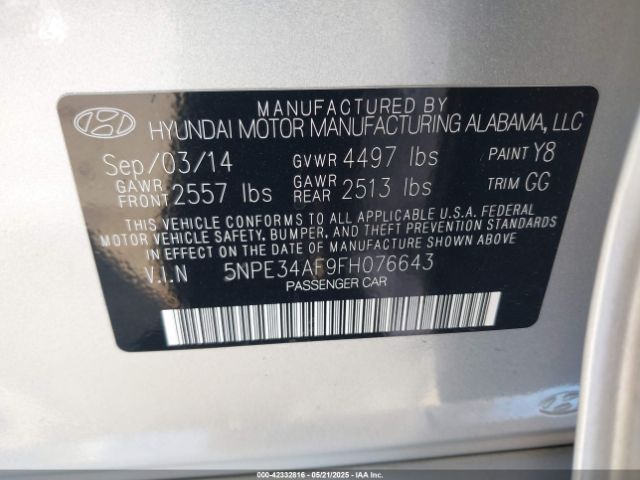 MANUFACTURED BY
HYUNDAI MOTOR MANUFACTURING ALABAMA, LLC
Sep/03/14 GVWR 4497 lbs PAINT Y8
GAWR FRONT 2557 lbs GAWR REAR 2513 lbs TRIM GG
THIS VEHICLE CONFORMS TO ALL APPLICABLE U.S.A. FEDERAL
MOTOR VEHICLE SAFETY, BUMPER, AND THEFT PREVENTION STANDARDS
IN EFFECT ON THE DATE OF MANUFACTURE SHOWN ABOVE.
V.I.N 5NPE34AF9FH076643
PASSENGER CAR
000-42332816 - 05/21/2025 - IAAI.COM